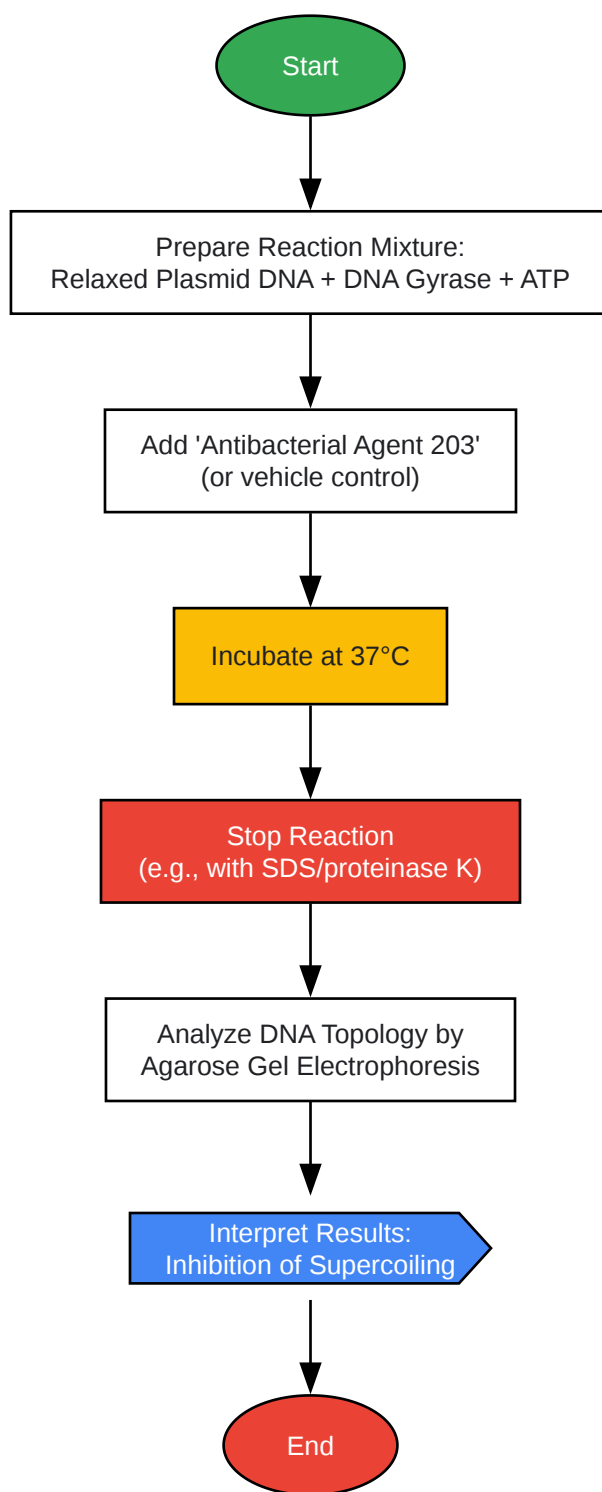 Start
Prepare Reaction Mixture:
Relaxed Plasmid DNA + DNA Gyrase + ATP
Add 'Antibacterial Agent 203'
(or vehicle control)
Incubate at 37°C
Stop Reaction
(e.g., with SDS/proteinase K)
Analyze DNA Topology by
Agarose Gel Electrophoresis
Interpret Results:
Inhibition of Supercoiling
End